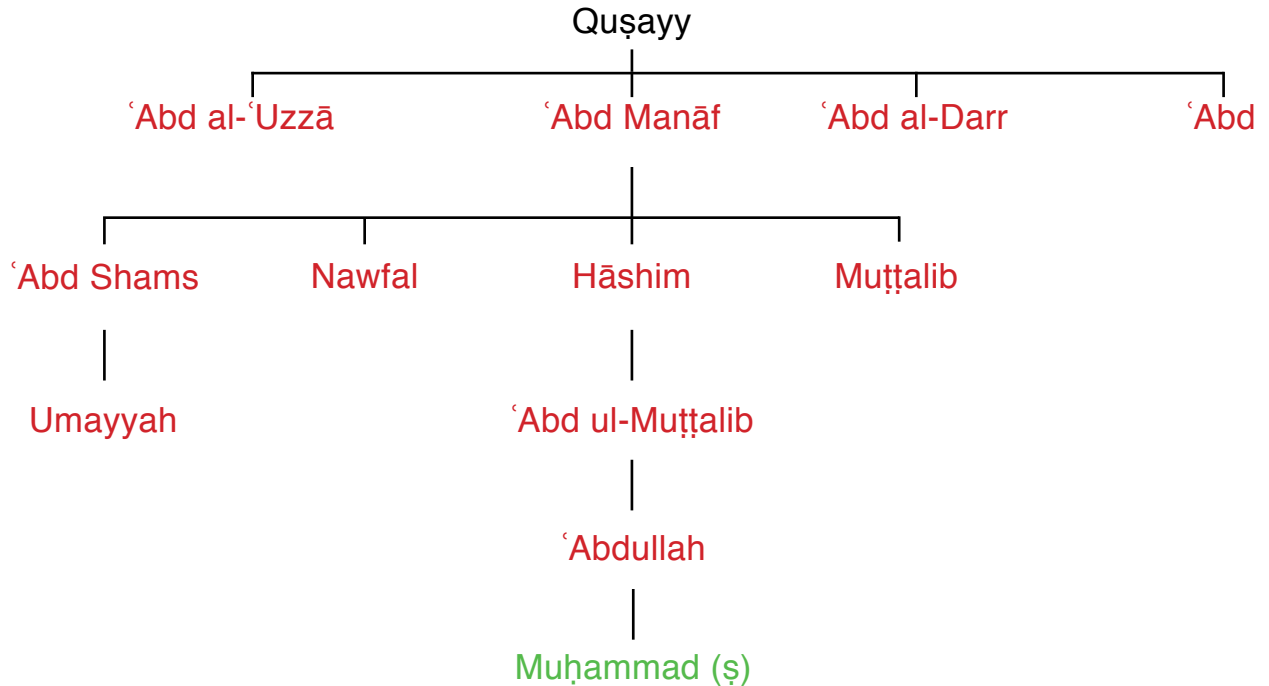 Quṣayy
ʿAbd al-ʿUzzā ʿAbd Manāf ʿAbd al-Darr ʿAbd
ʿAbd Shams Nawfal Hāshim Muṭṭalib
Umayyah ʿAbd ul-Muṭṭalib
ʿAbdullah
Muḥammad (ṣ)